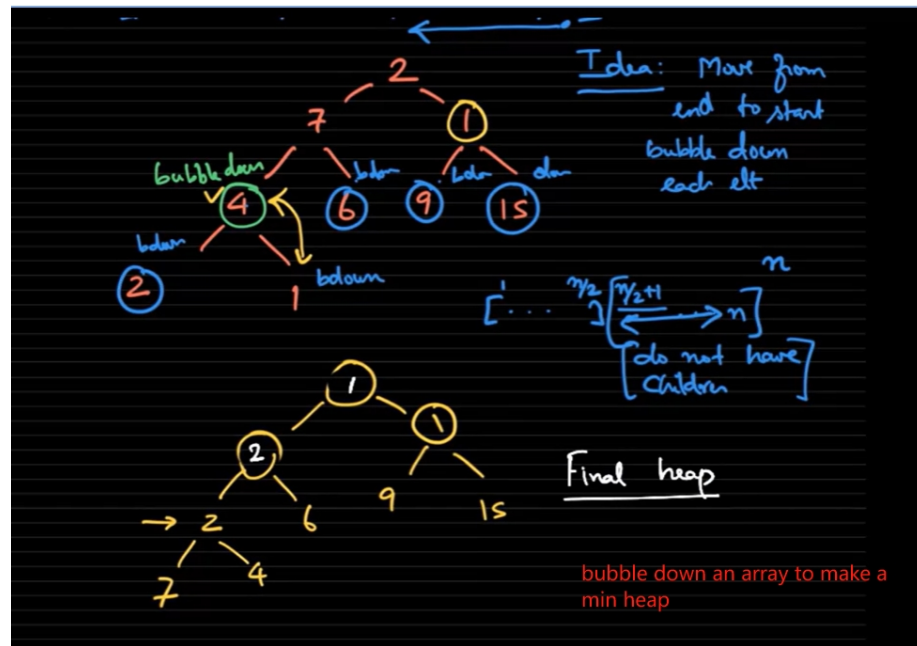 2
Idea: Move from
end to start
bubble down
each elt
7 1
bubble down
bdown bdown down
4 6 9 15
bdown
2 1 bdown
n
[1 ... n/2] [n/2+1 n]
[do not have
children]
1
2 1
Final heap
→ 2 6 9 15
7 4
bubble down an array to make a
min heap